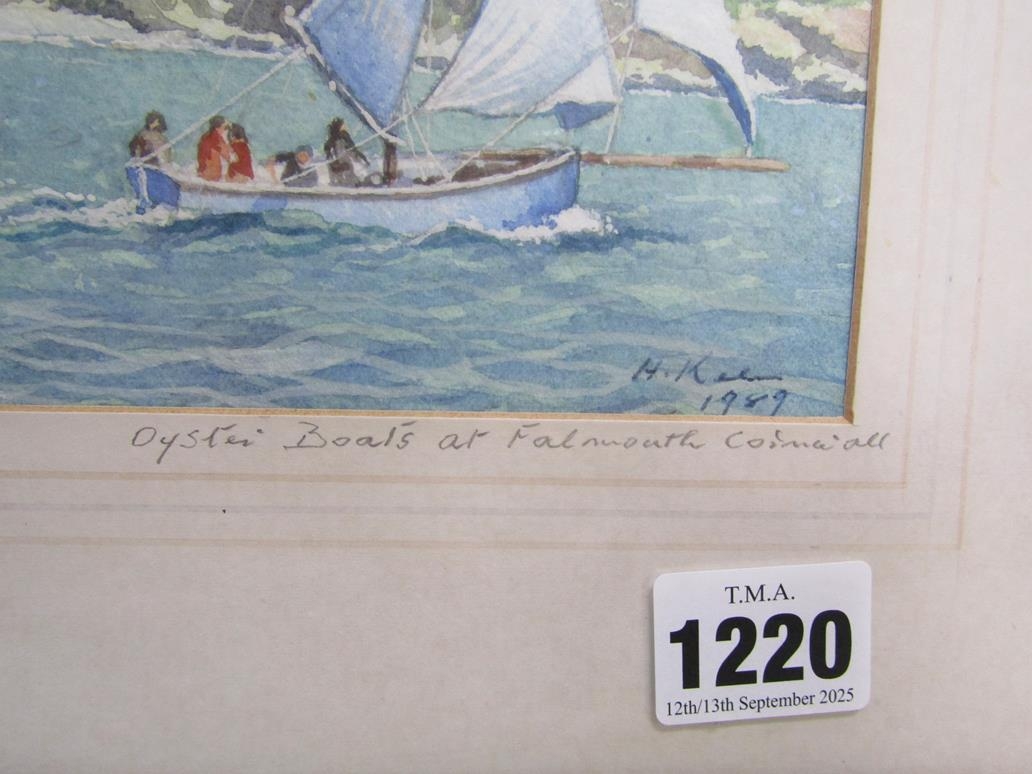 H. Kelm
1989
Oyster Boats at Falmouth Cornwall
T.M.A.
1220
12th/13th September 2025